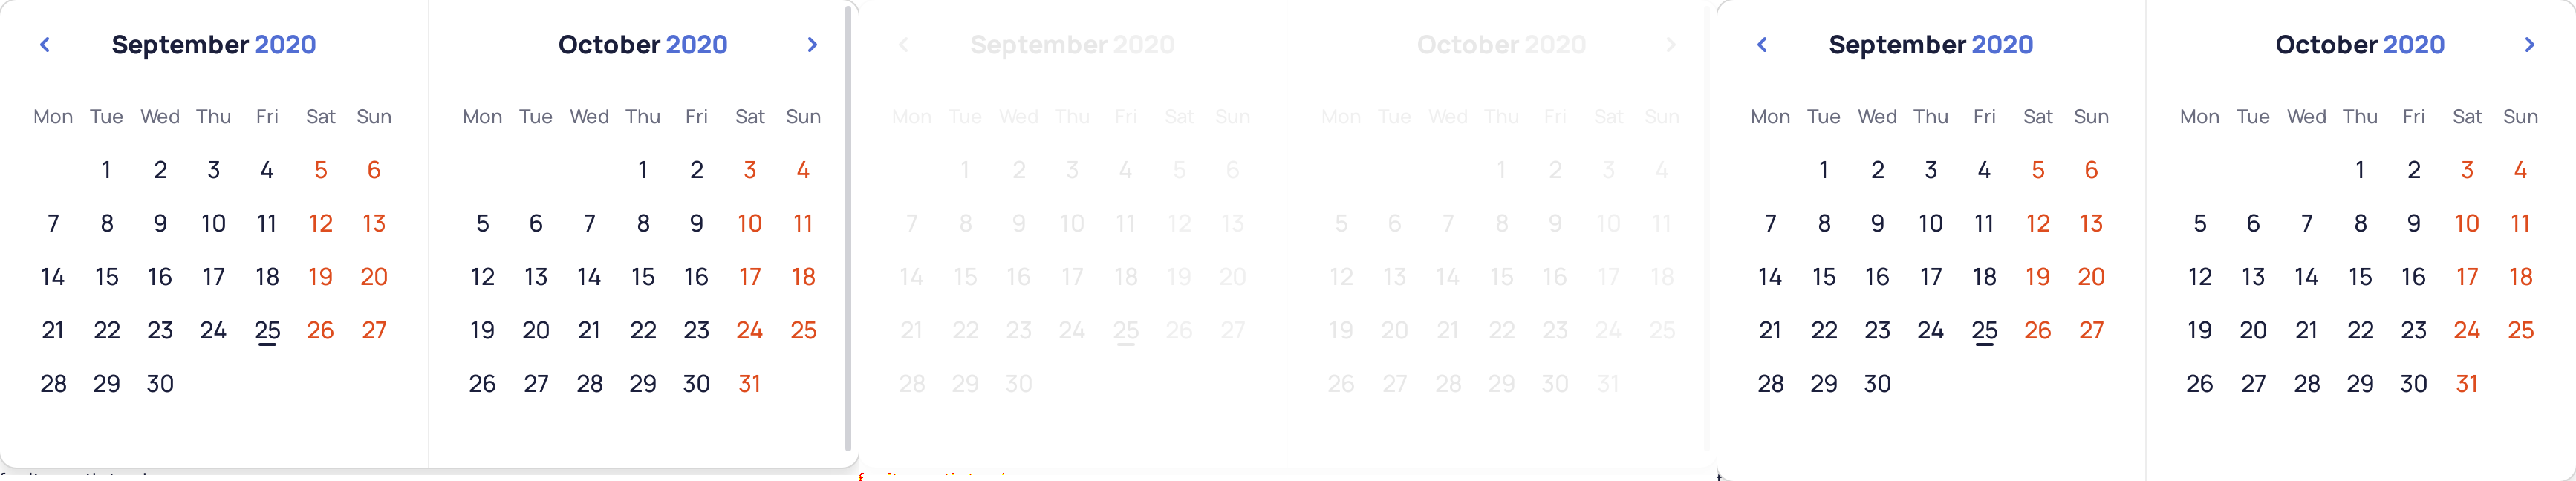 September 2020
Mon Tue Wed Thu Fri Sat Sun
1 2 3 4 5 6
7 8 9 10 11 12 13
14 15 16 17 18 19 20
21 22 23 24 25 26 27
28 29 30
October 2020
Mon Tue Wed Thu Fri Sat Sun
1 2 3 4
5 6 7 8 9 10 11
12 13 14 15 16 17 18
19 20 21 22 23 24 25
26 27 28 29 30 31
September 2020
Mon Tue Wed Thu Fri Sat Sun
1 2 3 4 5 6
7 8 9 10 11 12 13
14 15 16 17 18 19 20
21 22 23 24 25 26 27
28 29 30
October 2020
Mon Tue Wed Thu Fri Sat Sun
1 2 3 4
5 6 7 8 9 10 11
12 13 14 15 16 17 18
19 20 21 22 23 24 25
26 27 28 29 30 31
September 2020
Mon Tue Wed Thu Fri Sat Sun
1 2 3 4 5 6
7 8 9 10 11 12 13
14 15 16 17 18 19 20
21 22 23 24 25 26 27
28 29 30
October 2020
Mon Tue Wed Thu Fri Sat Sun
1 2 3 4
5 6 7 8 9 10 11
12 13 14 15 16 17 18
19 20 21 22 23 24 25
26 27 28 29 30 31